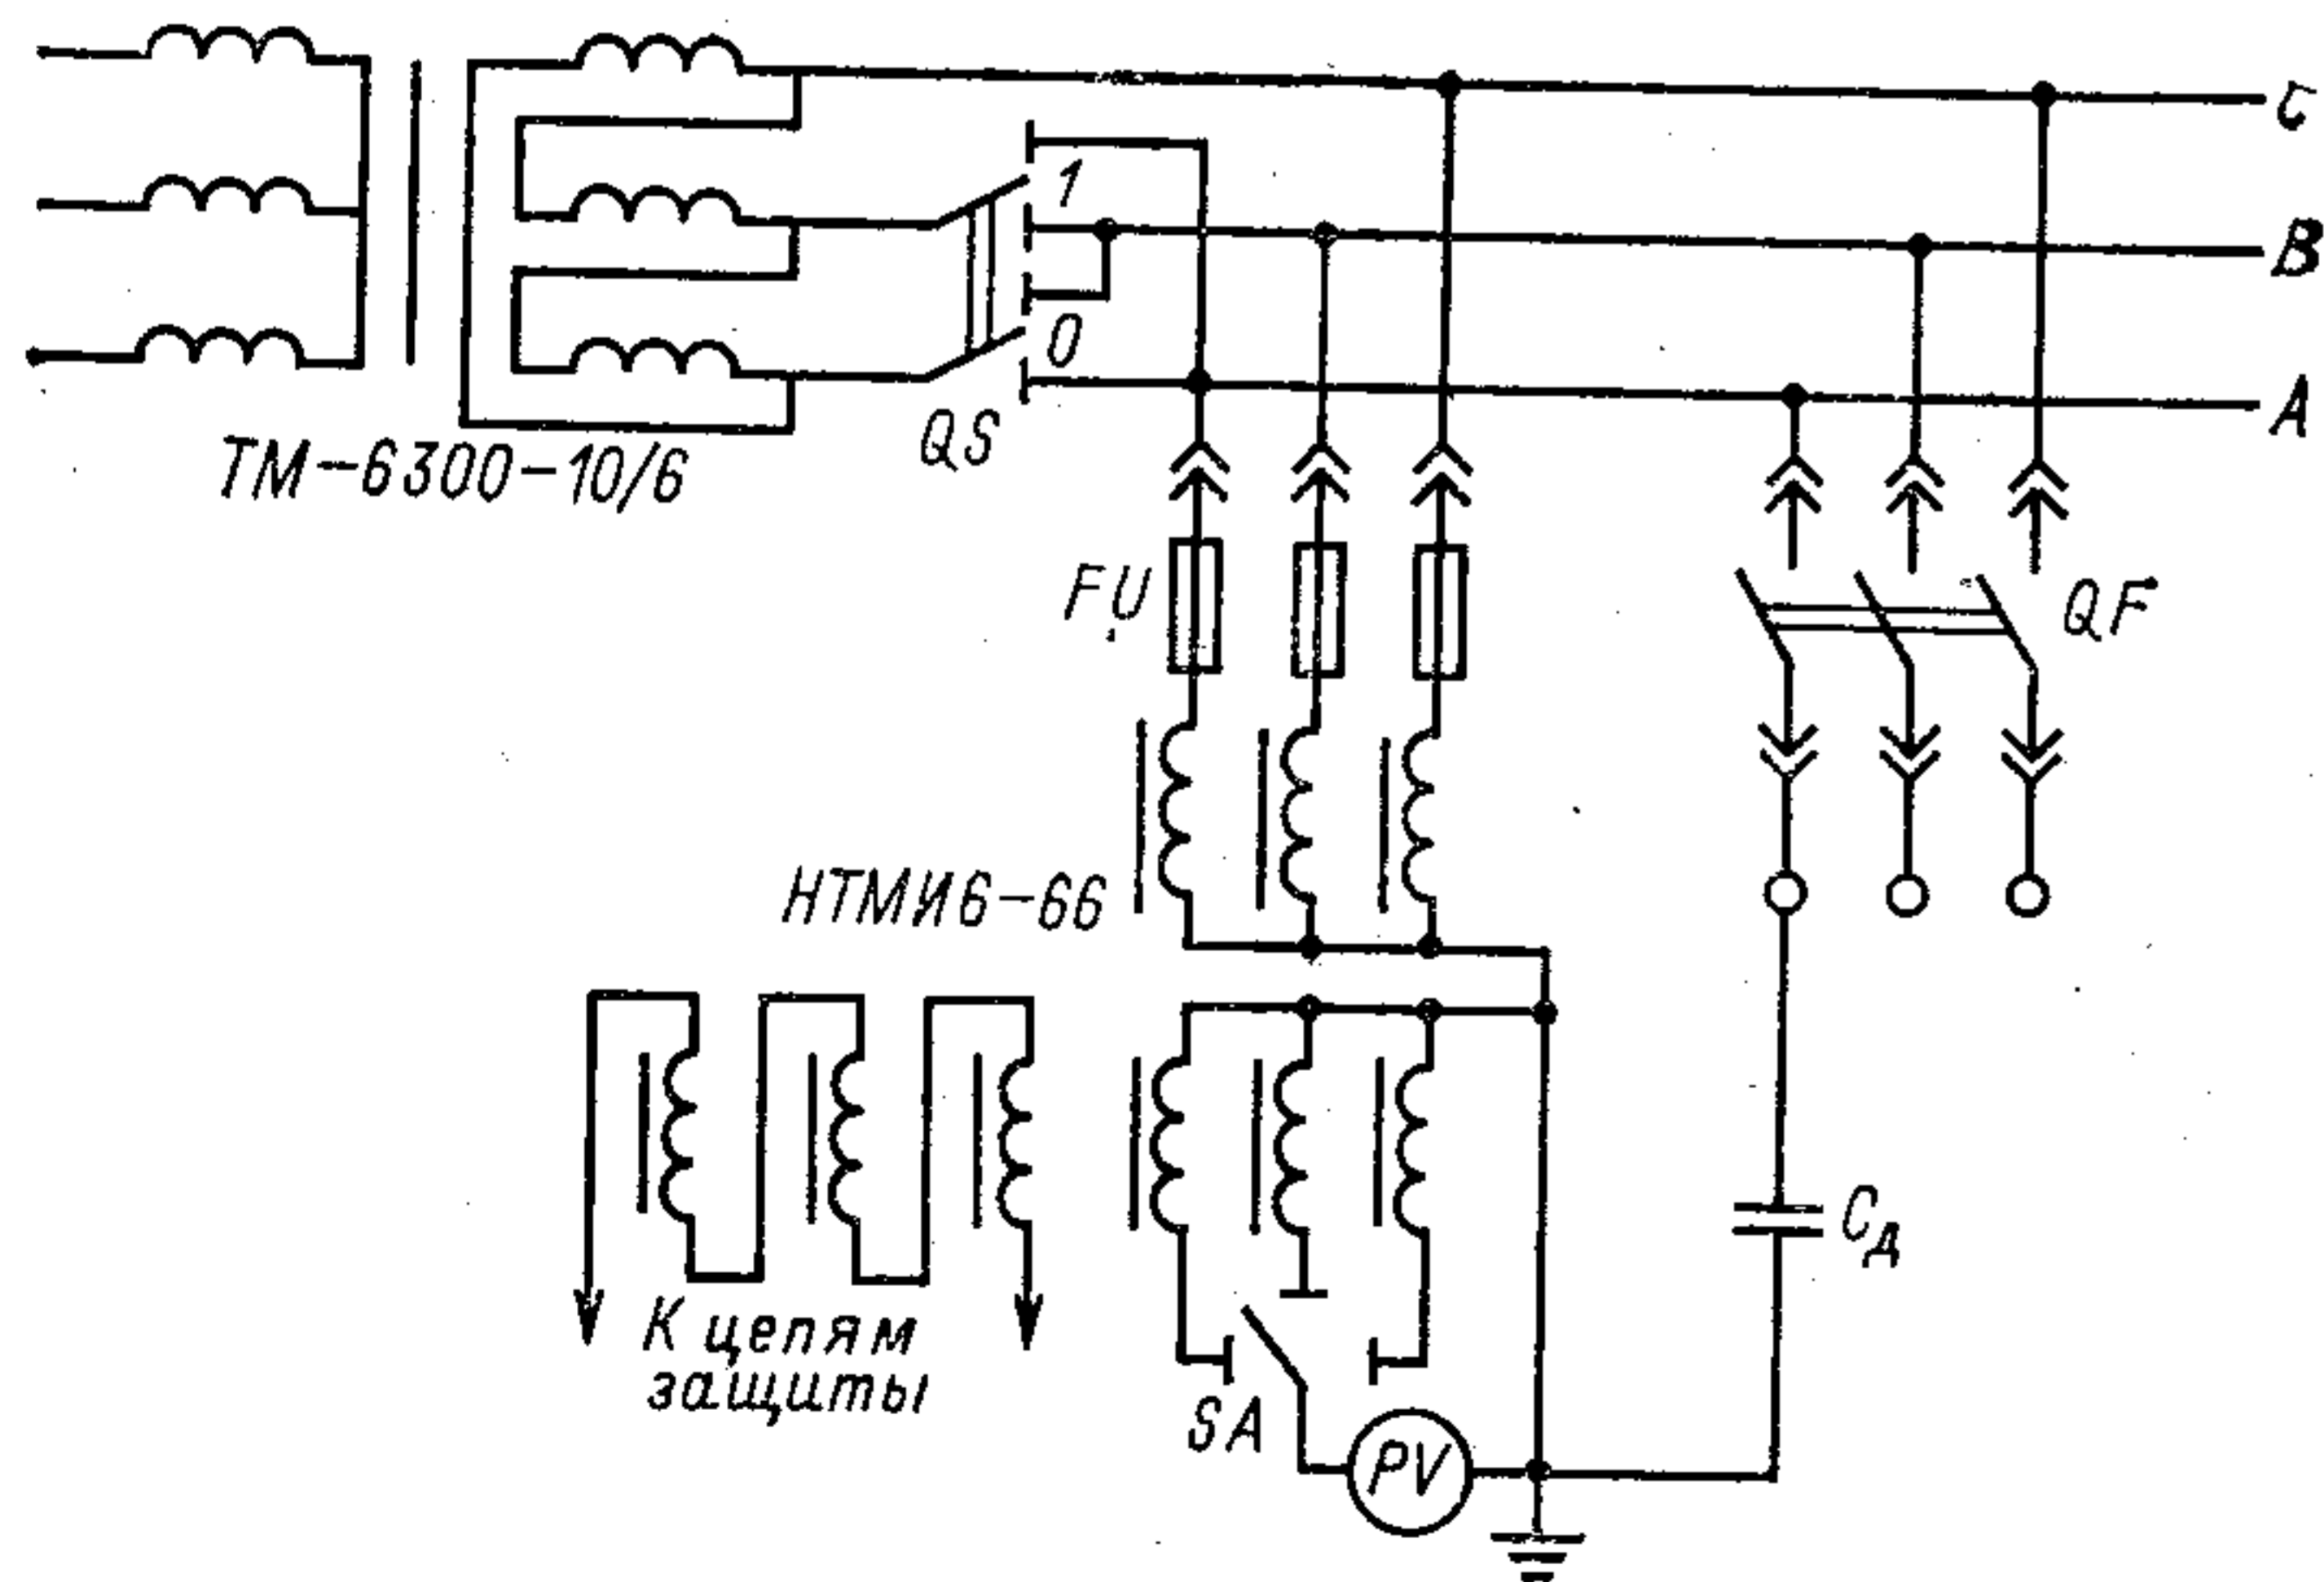 C
1
B
0
A
QS
ТМ-6300-10/6
FU
QF
НТМИ6-66
Cд
К цепям
защиты
SA
PV